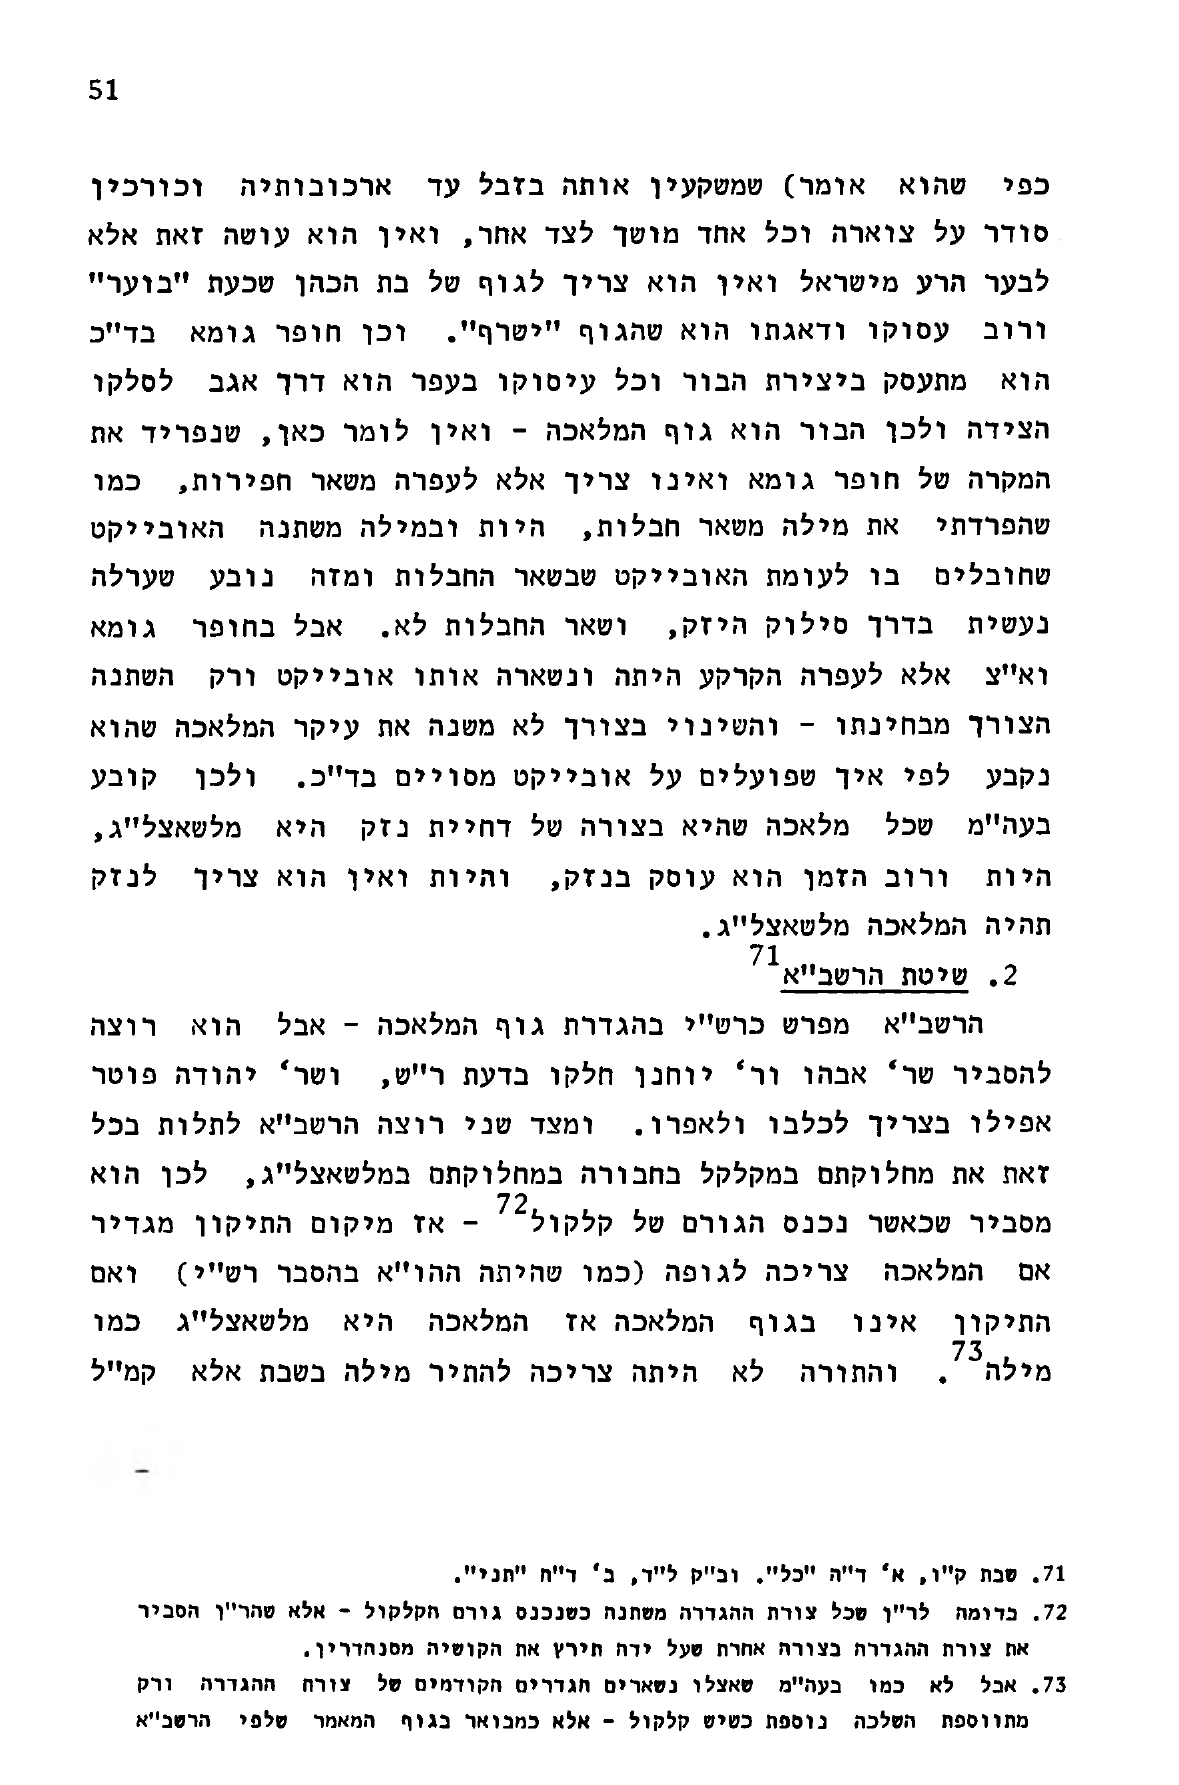 51
כפי שהוא אומר) שמשקעין אותה בזבל עד ארכובותיה וכורכין
סודר על צוארה וכל אחד מושך לצד אחר, ואין הוא עושה זאת אלא
לבער הרע מישראל ואין הוא צריך לגוף של בת הכהן שכעת "בוער"
ורוב עסוקו ודאגתו הוא שהגוף "ישרף". וכן חופר גומא בד"כ
הוא מתעסק ביצירת הבור וכל עיסוקו בעפר הוא דרך אגב לסלקו
הצידה ולכן הבור הוא גוף המלאכה - ואין לומר כאן, שנפריד את
המקרה של חופר גומא ואינו צריך אלא לעפרה משאר חפירות, כמו
שהפרדתי את מילה משאר חבלות, היות ובמילה משתנה האובייקט
שחובלים בו לעומת האובייקט שבשאר החבלות ומזה נובע שערלה
נעשית בדרך סילוק היזק, ושאר החבלות לא. אבל בחופר גומא
וא"צ אלא לעפרה הקרקע היתה ונשארה אותו אובייקט ורק השתנה
הצורך מבחינתו - והשינוי בצורך לא משנה את עיקר המלאכה שהוא
נקבע לפי איך שפועלים על אובייקט מסויים בד"כ. ולכן קובע
בעה"מ שכל מלאכה שהיא בצורה של דחיית נזק היא מלשאצל"ג,
היות ורוב הזמן הוא עוסק בנזק, והיות ואין הוא צריך לנזק
תהיה המלאכה מלשאצל"ג.
2. שיטת הרשב"א71
הרשב"א מפרש כרש"י בהגדרת גוף המלאכה - אבל הוא רוצה
להסביר שר' אבהו ור' יוחנן חלקו בדעת ר"ש, ושר' יהודה פוטר
אפילו בצריך לכלבו ולאפרו. ומצד שני רוצה הרשב"א לתלות בכל
זאת את מחלוקתם במקלקל בחבורה במחלוקתם במלשאצל"ג, לכן הוא
מסביר שכאשר נכנס הגורם של קלקול72 - אז מיקום התיקון מגדיר
אם המלאכה צריכה לגופה (כמו שהיתה ההו"א בהסבר רש"י) ואם
התיקון אינו בגוף המלאכה אז המלאכה היא מלשאצל"ג כמו
מילה73. והתורה לא היתה צריכה להתיר מילה בשבת אלא קמ"ל
71. שבת ק"ו, א' ד"ה "כל". וב"ק ל"ד, ב' ד"ח "תני".
72. בדומה לר"ן שכל צורת ההגדרה משתנה כשנכנס גורם הקלקול - אלא שהר"ן הסביר
את צורת ההגדרה בצורה אחרת שעל ידה תירץ את הקושיה מסנהדרין.
73. אבל לא כמו בעה"מ שאצלו נשארים הגדרים הקודמים של צורת ההגדרה ורק
מתווספת השלכה נוספת כשיש קלקול - אלא כמבואר בגוף המאמר שלפי הרשב"א